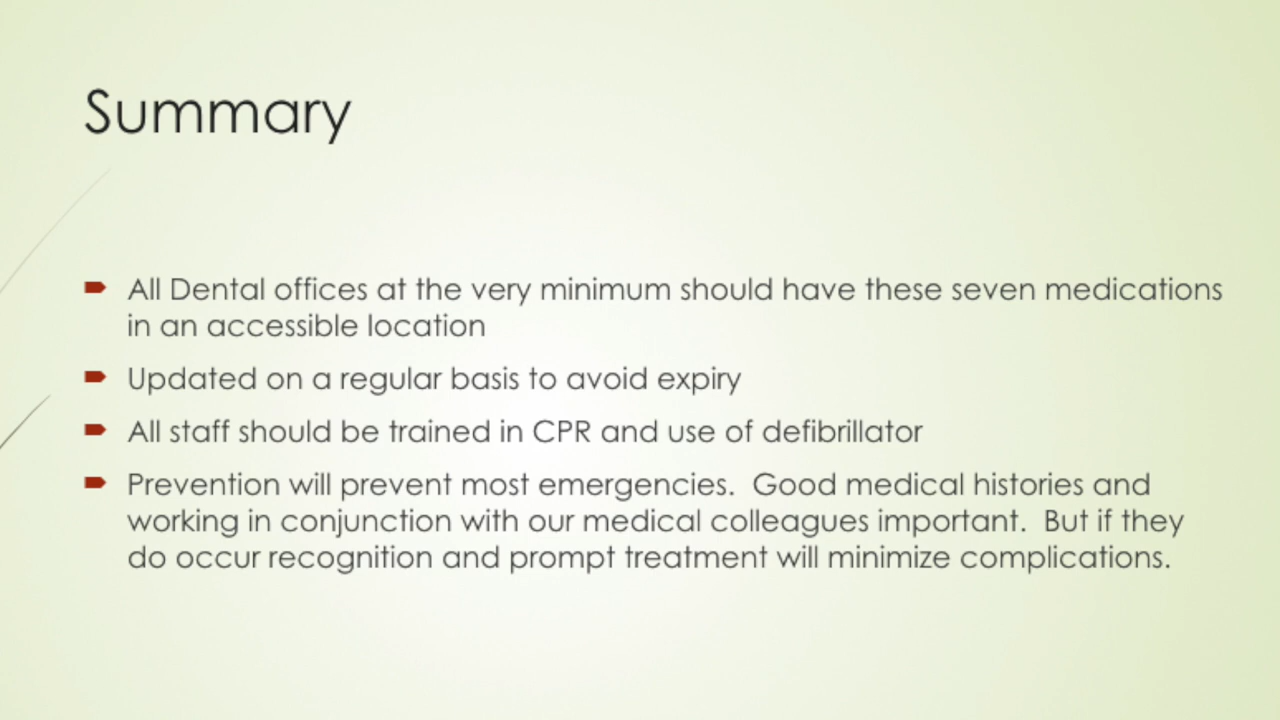 Summary
All Dental offices at the very minimum should have these seven medications
in an accessible location
Updated on a regular basis to avoid expiry
All staff should be trained in CPR and use of defibrillator
Prevention will prevent most emergencies.  Good medical histories and
working in conjunction with our medical colleagues important.  But if they
do occur recognition and prompt treatment will minimize complications.